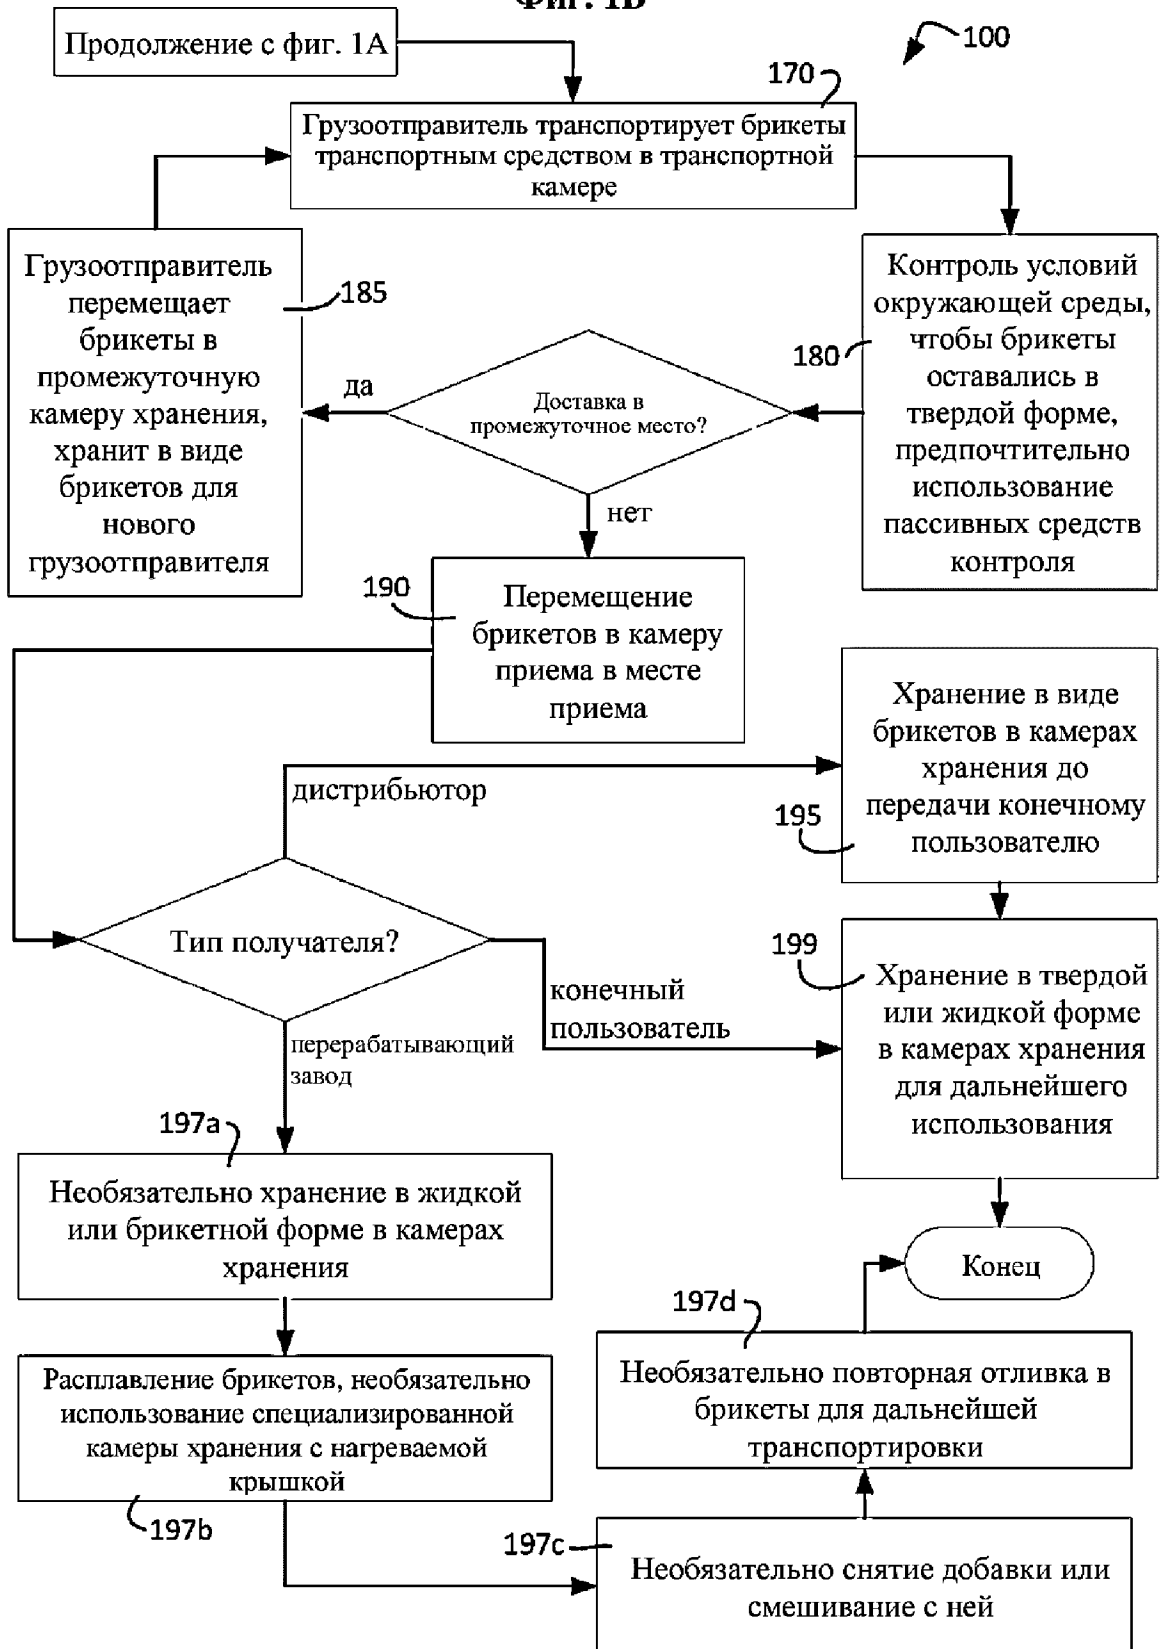 Фиг. 1B
Продолжение с фиг. 1А
100
170
Грузоотправитель транспортирует брикеты
транспортным средством в транспортной
камере
Грузоотправитель
перемещает
брикеты в
промежуточную
камеру хранения,
хранит в виде
брикетов для
нового
грузоотправителя
185
да
Доставка в
промежуточное место?
нет
180
Контроль условий
окружающей среды,
чтобы брикеты
оставались в
твердой форме,
предпочтительно
использование
пассивных средств
контроля
190
Перемещение
брикетов в камеру
приема в месте
приема
дистрибьютор
Хранение в виде
брикетов в камерах
хранения до
передачи конечному
пользователю
195
Тип получателя?
конечный
пользователь
199
Хранение в твердой
или жидкой форме
в камерах хранения
для дальнейшего
использования
перерабатывающий
завод
197a
Необязательно хранение в жидкой
или брикетной форме в камерах
хранения
Конец
197d
Необязательно повторная отливка в
брикеты для дальнейшей
транспортировки
Расплавление брикетов, необязательно
использование специализированной
камеры хранения с нагреваемой
крышкой
197b
197c
Необязательно снятие добавки или
смешивание с ней